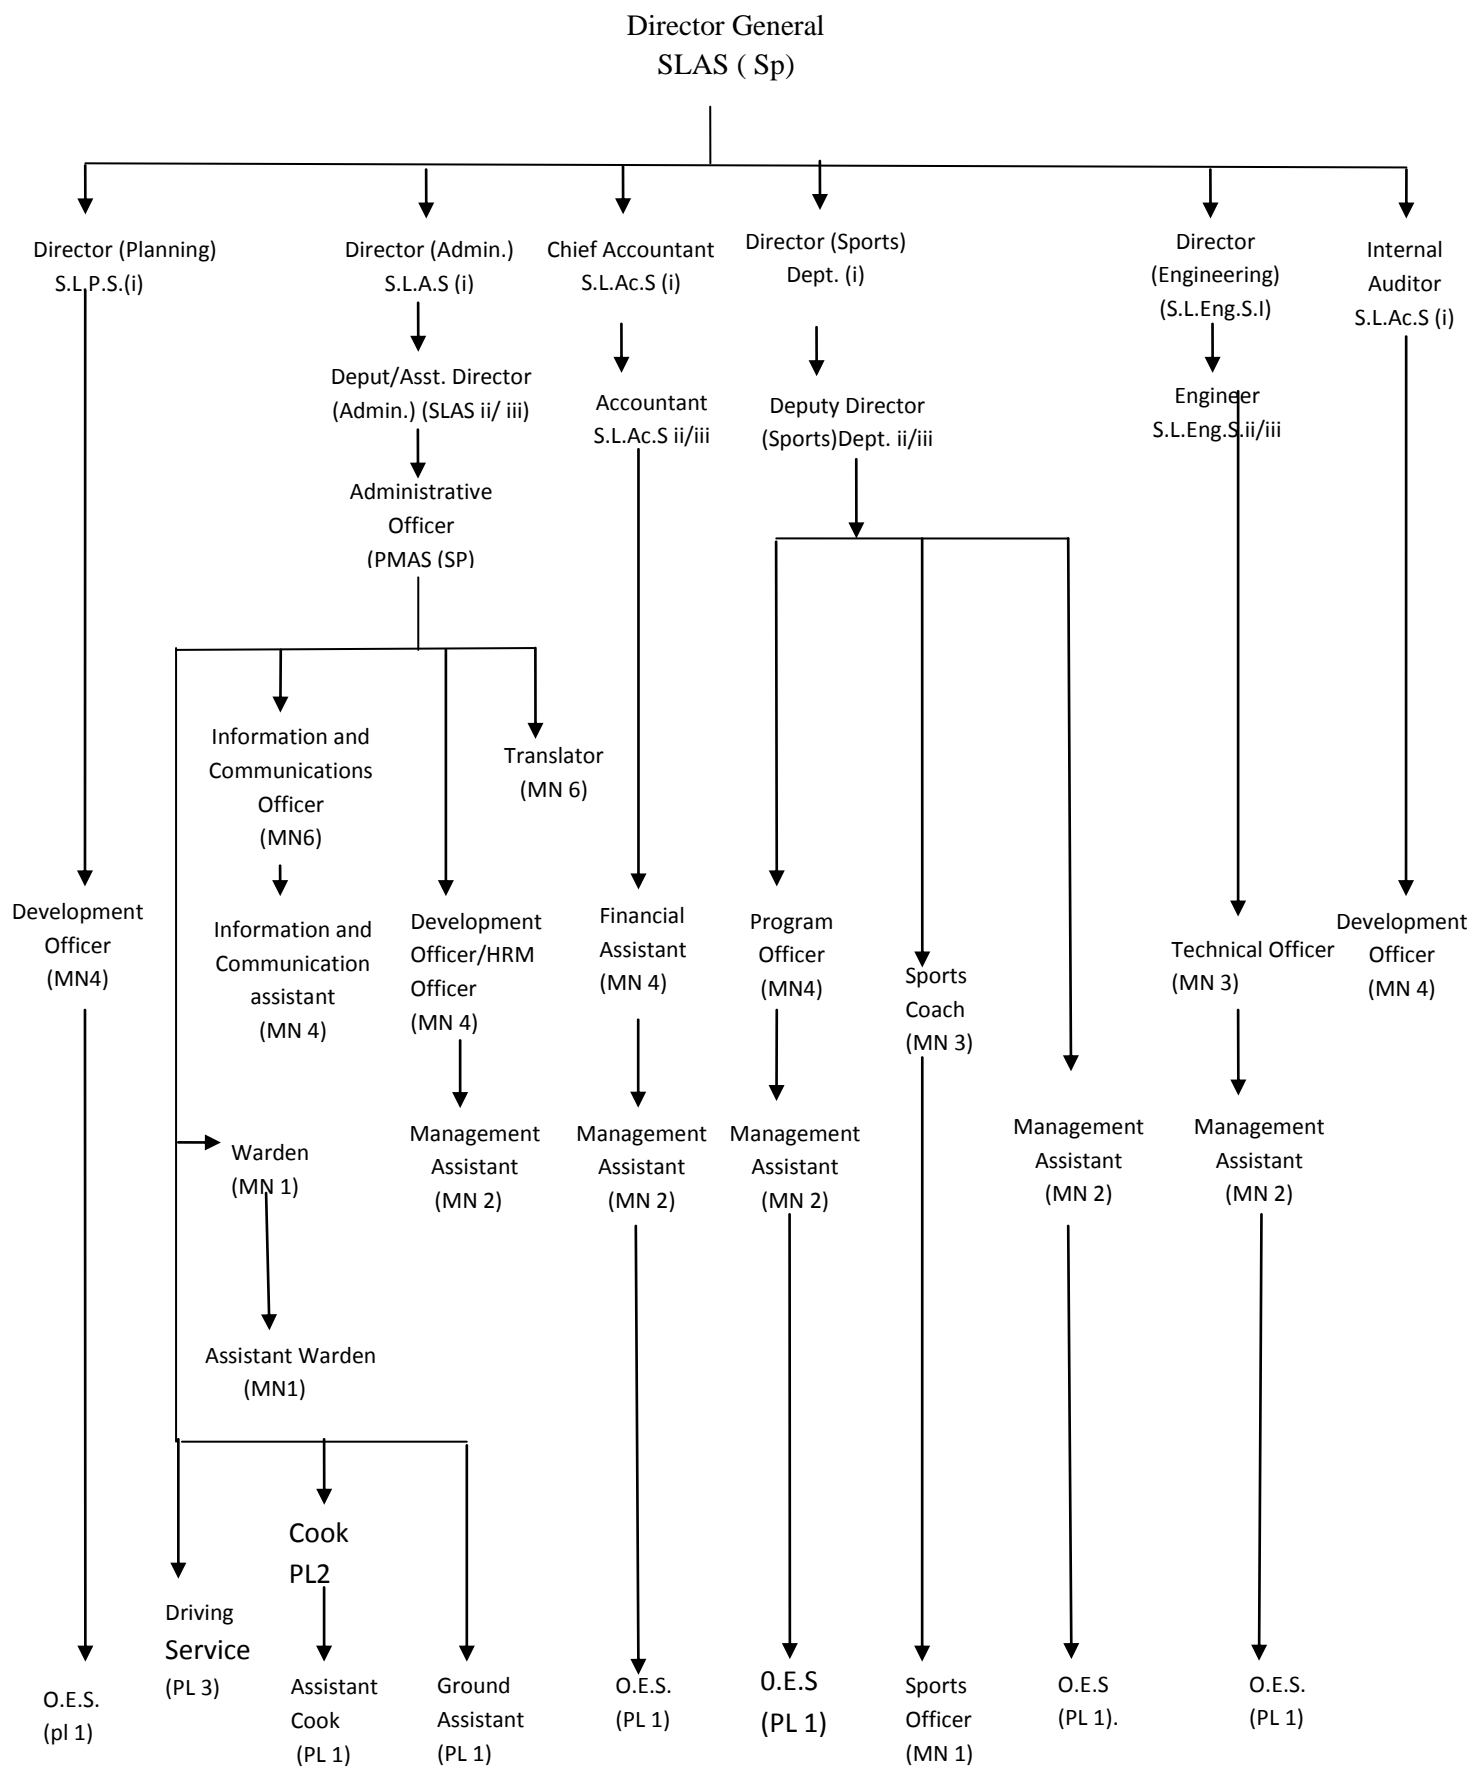 Director General
SLAS ( Sp)
Director (Planning)
S.L.P.S.(i)
Director (Admin.)
S.L.A.S (i)
Chief Accountant
S.L.Ac.S (i)
Director (Sports)
Dept. (i)
Director
(Engineering)
(S.L.Eng.S.I)
Internal
Auditor
S.L.Ac.S (i)
Deput/Asst. Director
(Admin.) (SLAS ii/ iii)
Accountant
S.L.Ac.S ii/iii
Deputy Director
(Sports)Dept. ii/iii
Engineer
S.L.Eng.S.ii/iii
Administrative
Officer
(PMAS (SP)
Information and
Communications
Officer
(MN6)
Translator
(MN 6)
Development
Officer
(MN4)
Information and
Communication
assistant
(MN 4)
Development
Officer/HRM
Officer
(MN 4)
Financial
Assistant
(MN 4)
Program
Officer
(MN4)
Sports
Coach
(MN 3)
Technical Officer
(MN 3)
Development
Officer
(MN 4)
Warden
(MN 1)
Management
Assistant
(MN 2)
Management
Assistant
(MN 2)
Management
Assistant
(MN 2)
Management
Assistant
(MN 2)
Management
Assistant
(MN 2)
Assistant Warden
(MN1)
Cook
PL2
Driving
Service
(PL 3)
O.E.S.
(pl 1)
Assistant
Cook
(PL 1)
Ground
Assistant
(PL 1)
O.E.S.
(PL 1)
0.E.S
(PL 1)
Sports
Officer
(MN 1)
O.E.S
(PL 1).
O.E.S.
(PL 1)